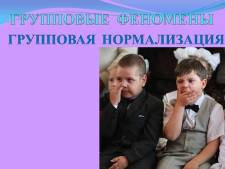 ГРУППОВЫЕ ФЕНОМЕНЫ
ГРУППОВАЯ НОРМАЛИЗАЦИЯ